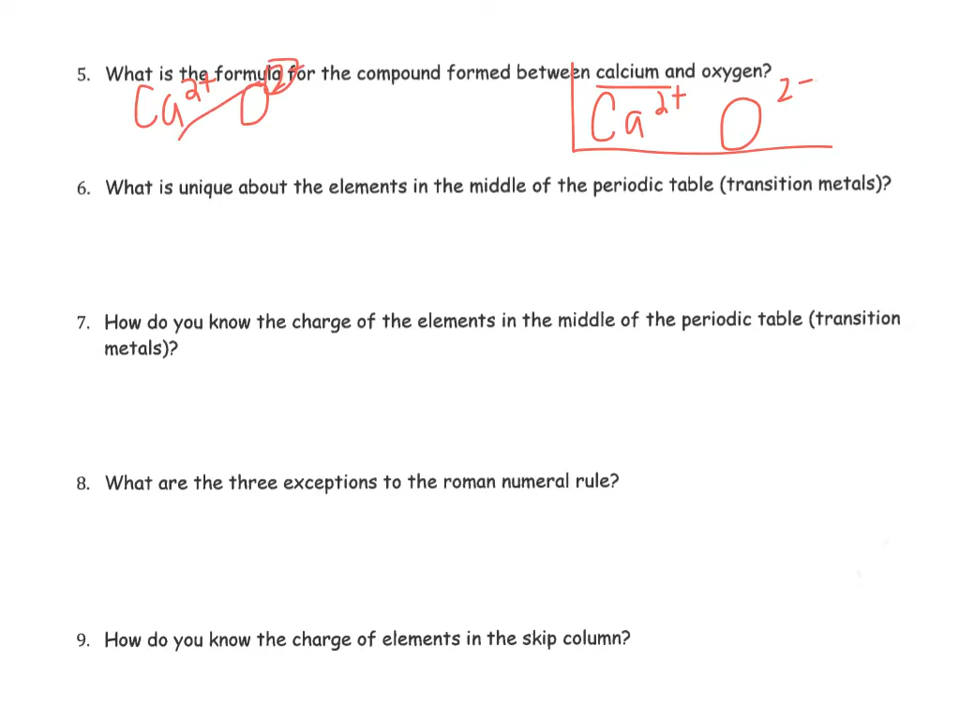 5. What is the formula for the compound formed between calcium and oxygen?
Ca²⁺ O²⁻ Ca²⁺ O²⁻
6. What is unique about the elements in the middle of the periodic table (transition metals)?
7. How do you know the charge of the elements in the middle of the periodic table (transition
metals)?
8. What are the three exceptions to the roman numeral rule?
9. How do you know the charge of elements in the skip column?